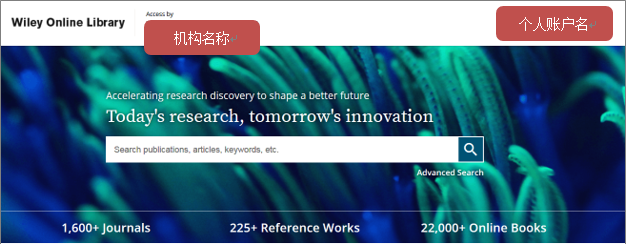 Wiley Online Library
Access by
机构名称
个人账户名
Accelerating research discovery to shape a better future
Today's research, tomorrow's innovation
Search publications, articles, keywords, etc.
Advanced Search
1,600+ Journals
225+ Reference Works
22,000+ Online Books